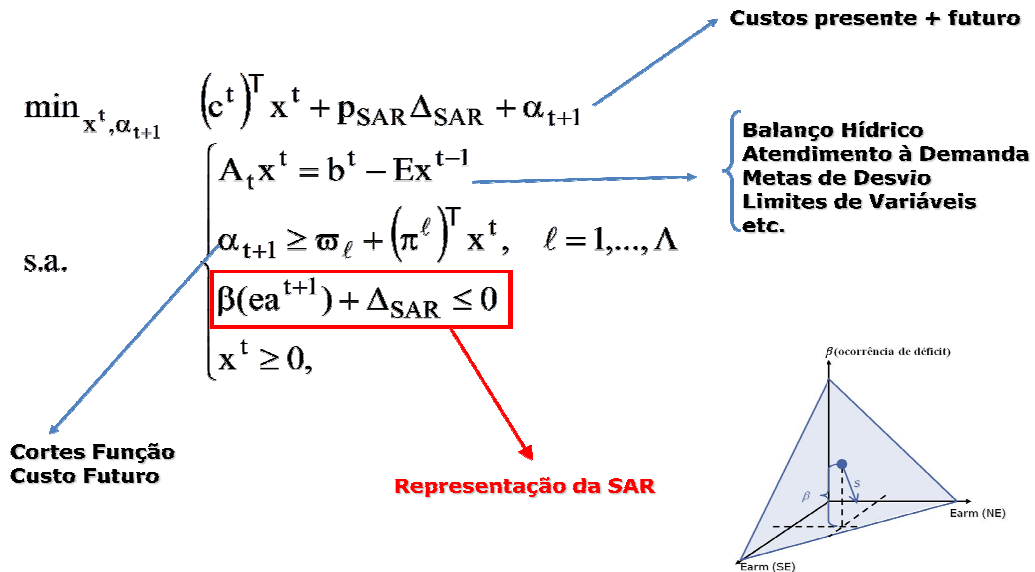 Custos presente + futuro
min_{x^t, α_{t+1}} (c^t)^T x^t + p_SAR Δ_SAR + α_{t+1}
Balanço Hídrico
Atendimento à Demanda
Metas de Desvio
Limites de Variáveis
etc.
A_t x^t = b^t − Ex^{t−1}
s.a.
α_{t+1} ≥ ϖ_ℓ + (π^ℓ)^T x^t, ℓ = 1,...,Λ
β(ea^{t+1}) + Δ_SAR ≤ 0
x^t ≥ 0,
Cortes Função
Custo Futuro
Representação da SAR
β(ocorrência de déficit)
s
β
Earm (NE)
Earm (SE)